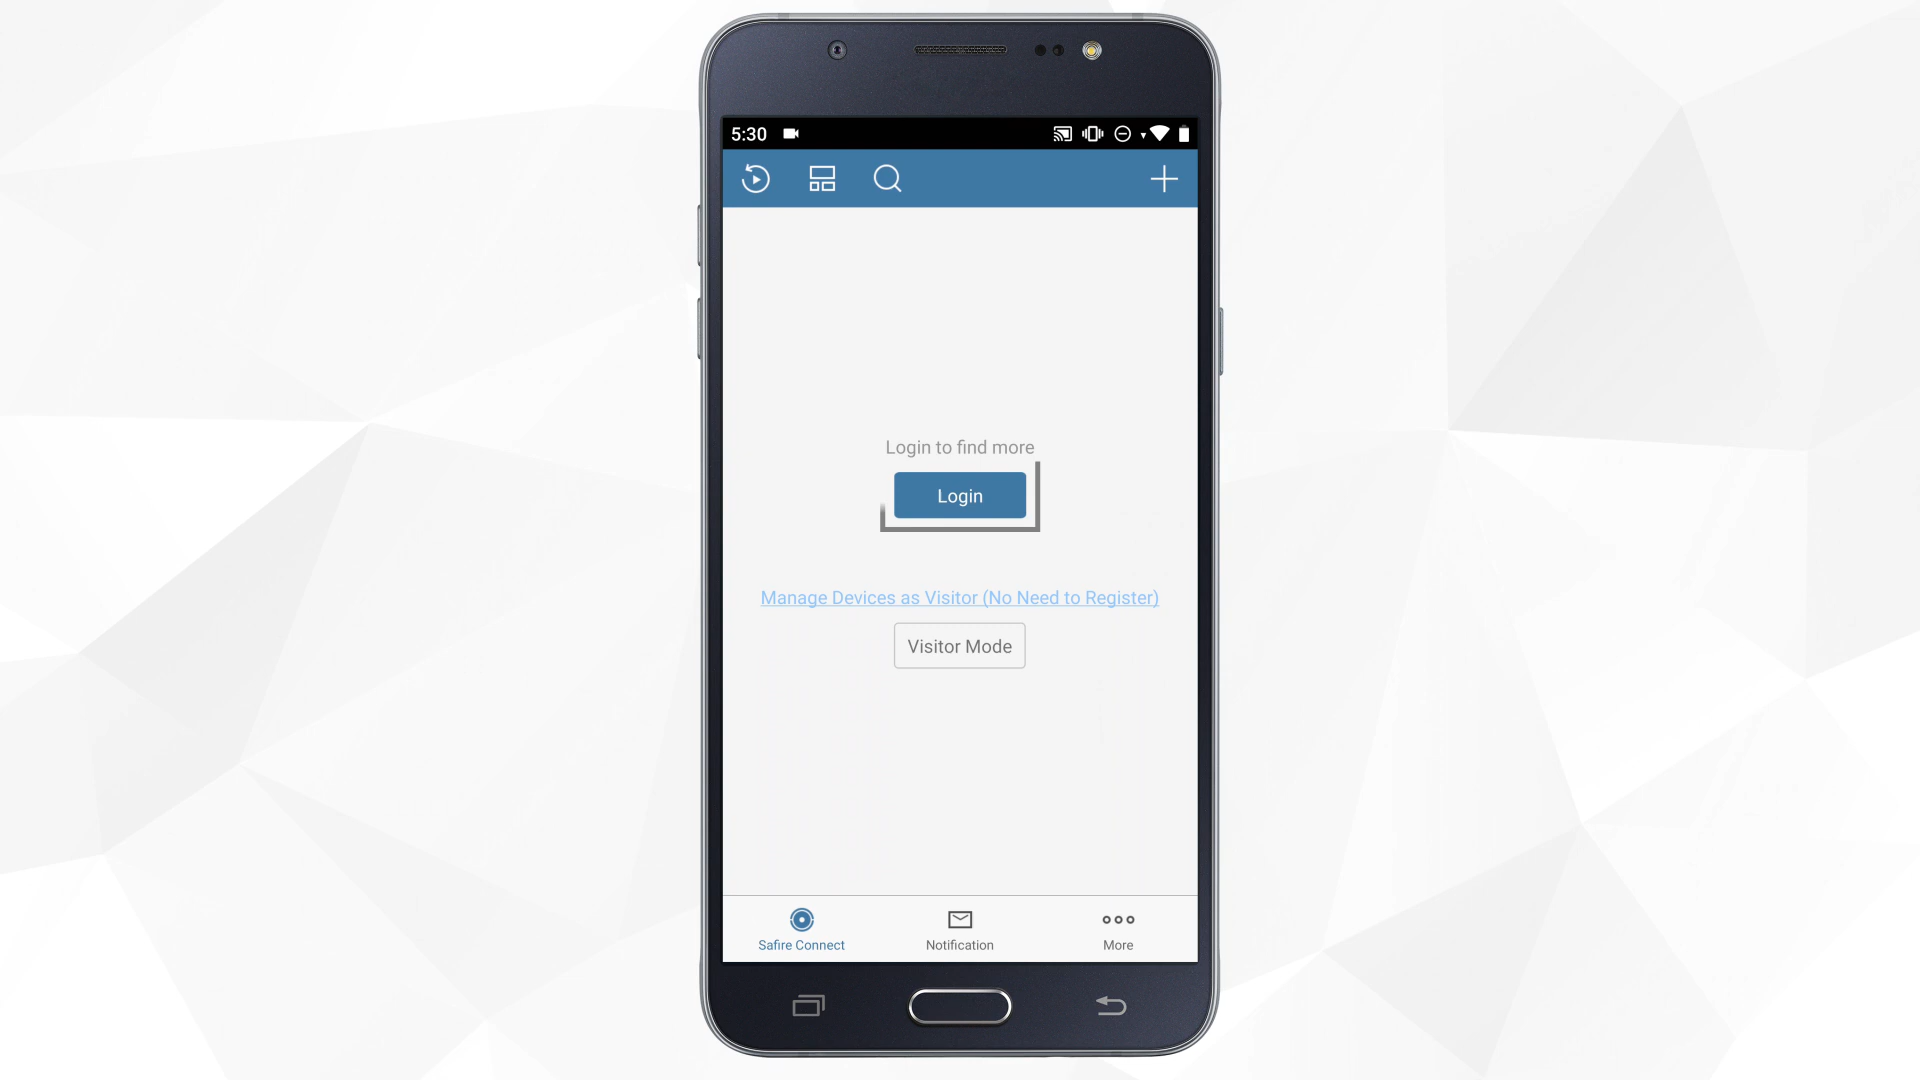 5:30
Login to find more
Login
Manage Devices as Visitor (No Need to Register)
Visitor Mode
Safire Connect
Notification
More